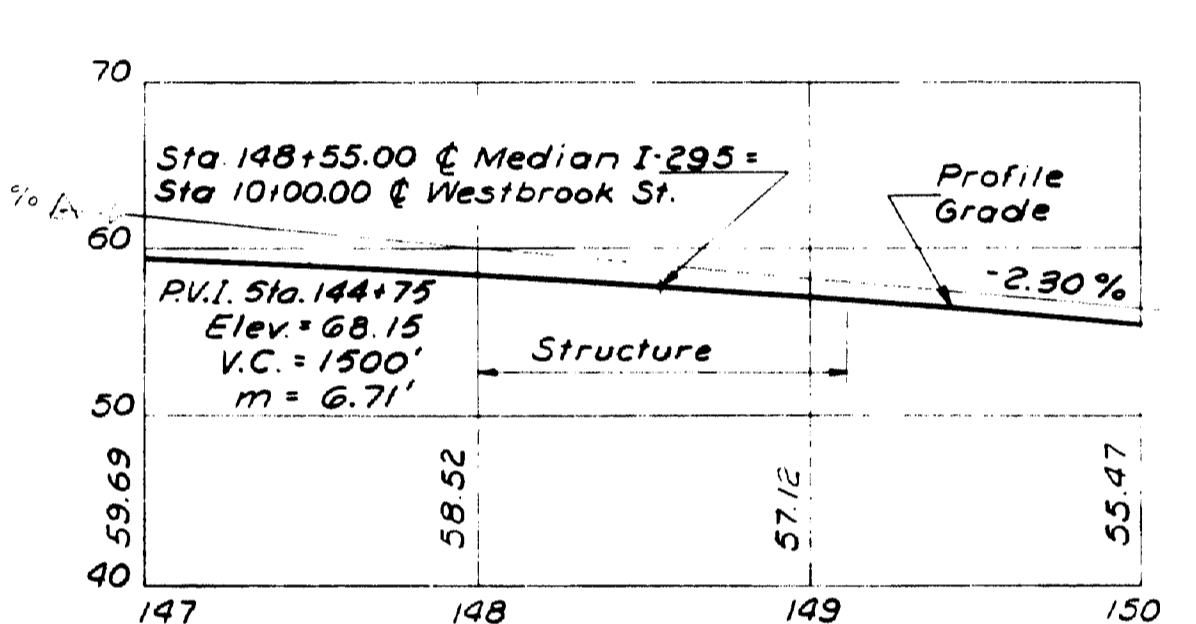 70
Sta. 148+55.00 ℄ Median I-295 =
Sta 10+00.00 ℄ Westbrook St.
Profile
Grade
%
60
-2.30 %
P.V.I. Sta. 144+75
Elev. = 68.15
V.C. = 1500'
m = 6.71'
Structure
50
59.69
58.52
57.12
55.47
40
147
148
149
150